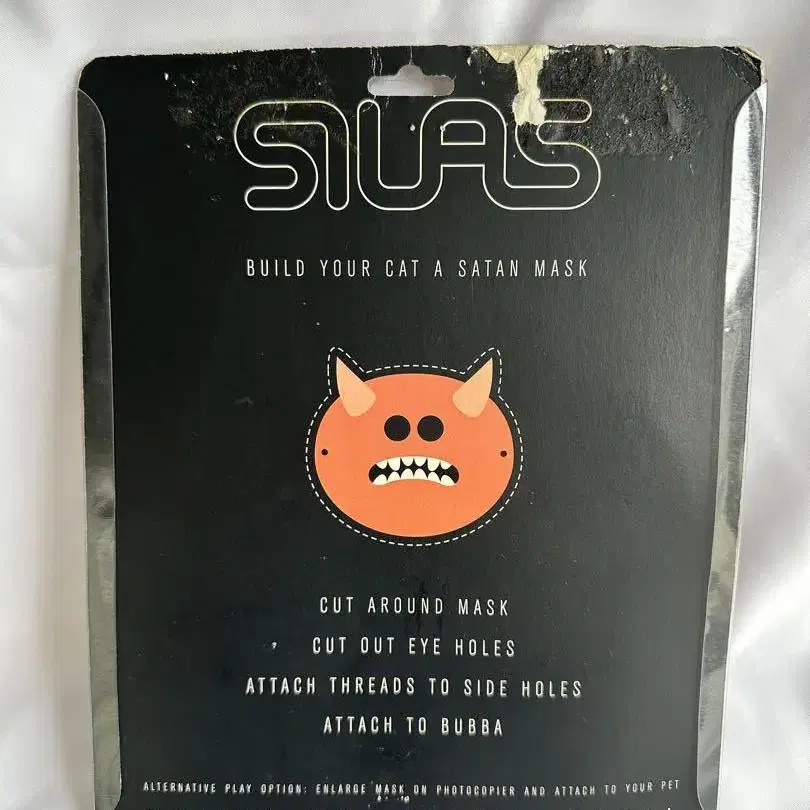 SILAS
BUILD YOUR CAT A SATAN MASK
CUT AROUND MASK
CUT OUT EYE HOLES
ATTACH THREADS TO SIDE HOLES
ATTACH TO BUBBA
ALTERNATIVE PLAY OPTION: ENLARGE MASK ON PHOTOCOPIER AND ATTACH TO YOUR PET